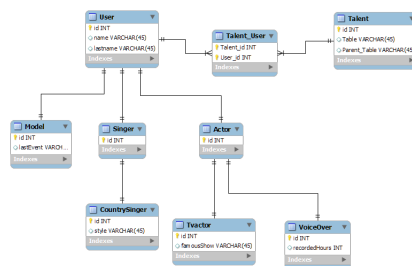 User
id INT
name VARCHAR(45)
lastname VARCHAR(45)
Indexes
Talent_User
Talent_id INT
User_id INT
Indexes
Talent
id INT
Table VARCHAR(45)
Parent_Table VARCHAR(45)
Indexes
Model
id INT
lastEvent VARCH...
Indexes
Singer
id INT
Indexes
Actor
id INT
Indexes
CountrySinger
id INT
style VARCHAR(45)
Indexes
Tvactor
id INT
famousShow VARCHAR(45)
Indexes
VoiceOver
id INT
recordedHours INT
Indexes